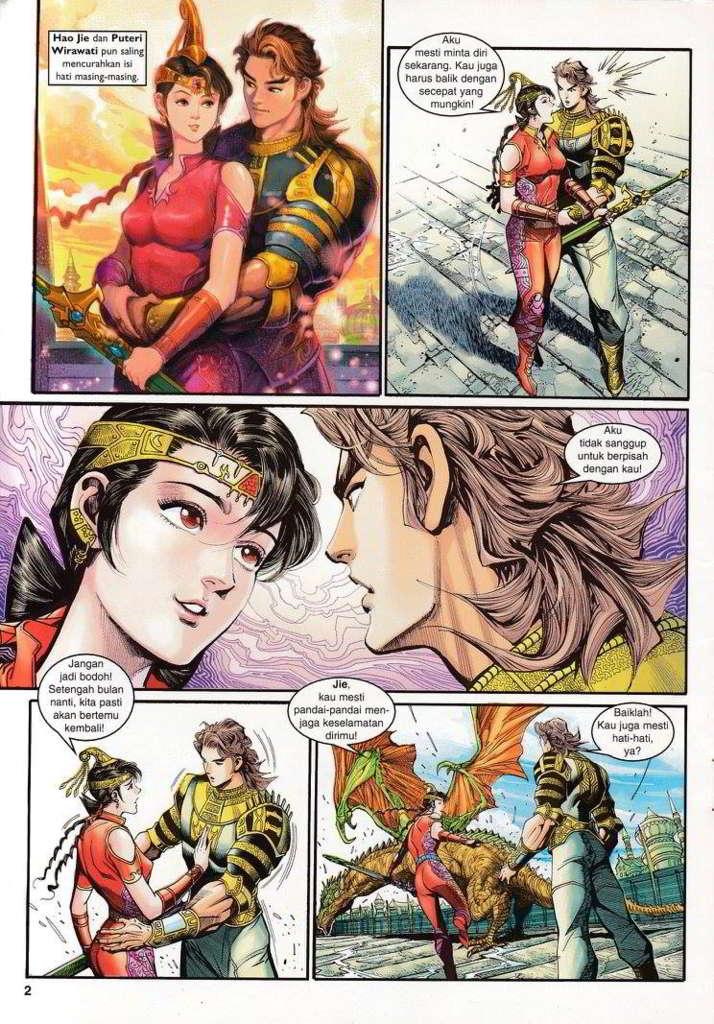 Hao Jie dan Puteri
Wirawati pun saling
mencurahkan isi
hati masing-masing.
Aku
mesti minta diri
sekarang. Kau juga
harus balik dengan
secepat yang
mungkin!
Aku
tidak sanggup
untuk berpisah
dengan kau!
Jangan
jadi bodoh!
Setengah bulan
nanti, kita pasti
akan bertemu
kembali!
Jie,
kau mesti
pandai-pandai men-
jaga keselamatan
dirimu!
Baiklah!
Kau juga mesti
hati-hati,
ya?
2